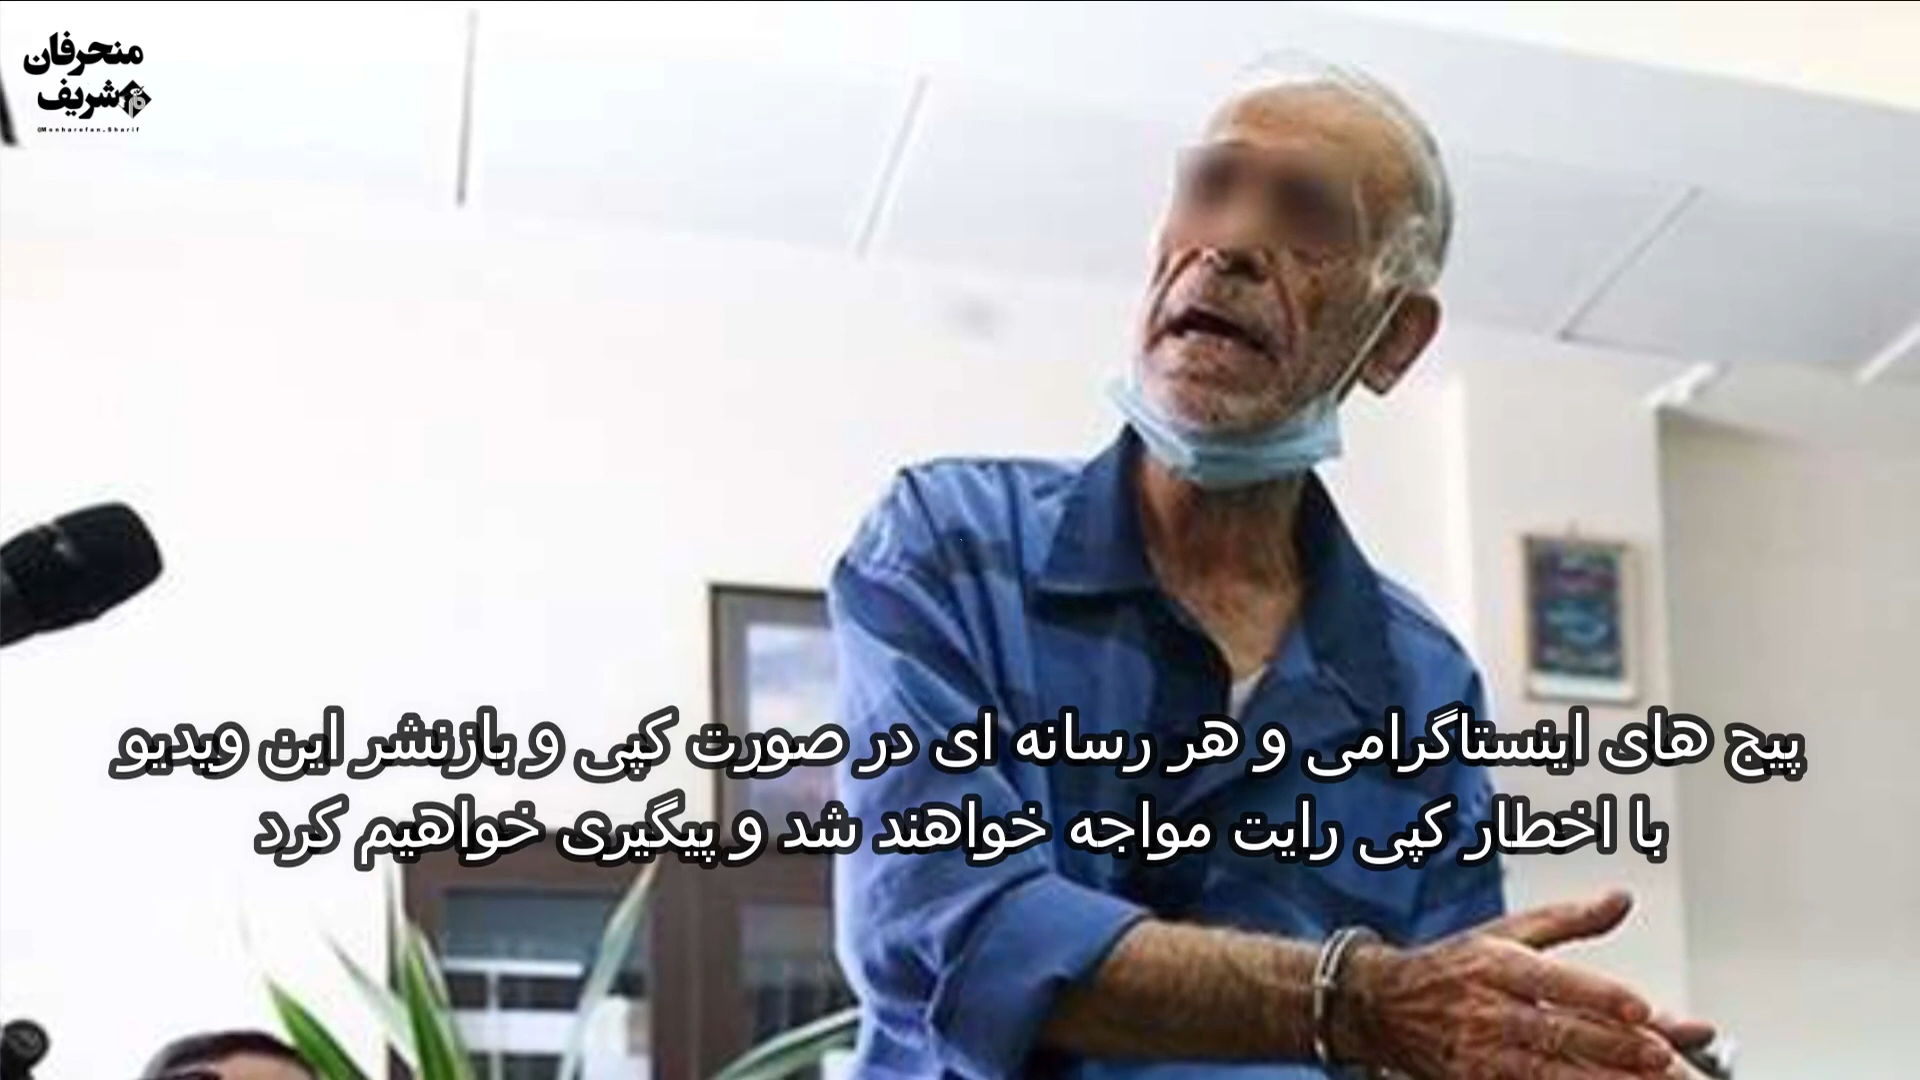 منحرفان
شریف
@Monharefan.Sharif
پیج های اینستاگرامی و هر رسانه ای در صورت کپی و بازنشر این ویدیو
با اخطار کپی رایت مواجه خواهند شد و پیگیری خواهیم کرد